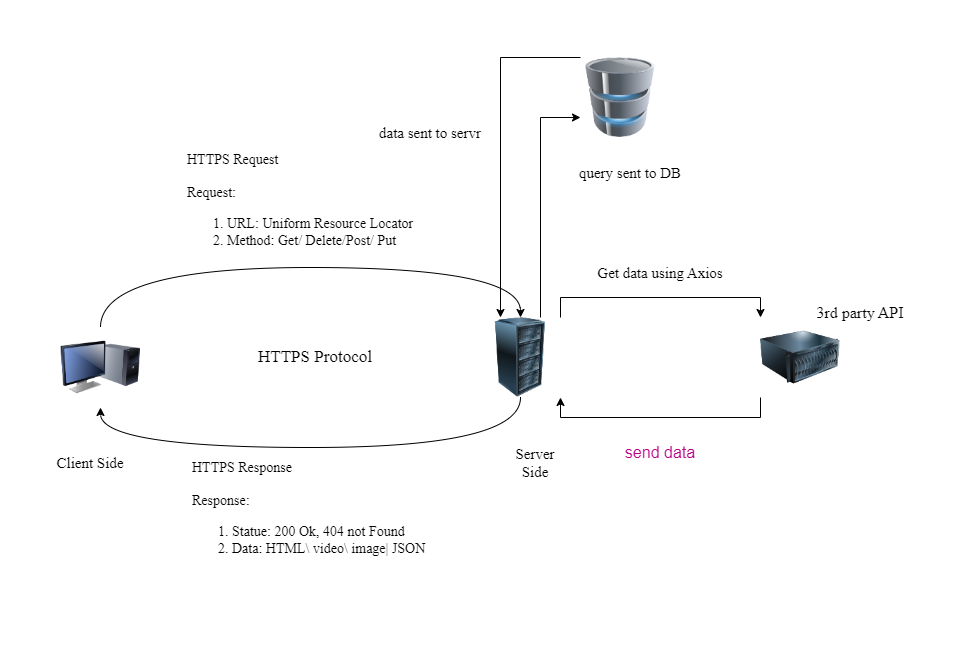 data sent to servr
query sent to DB
HTTPS Request
Request:
1. URL: Uniform Resource Locator
2. Method: Get/ Delete/Post/ Put
Get data using Axios
3rd party API
HTTPS Protocol
Client Side
Server
Side
send data
HTTPS Response
Response:
1. Statue: 200 Ok, 404 not Found
2. Data: HTML\ video\ image| JSON